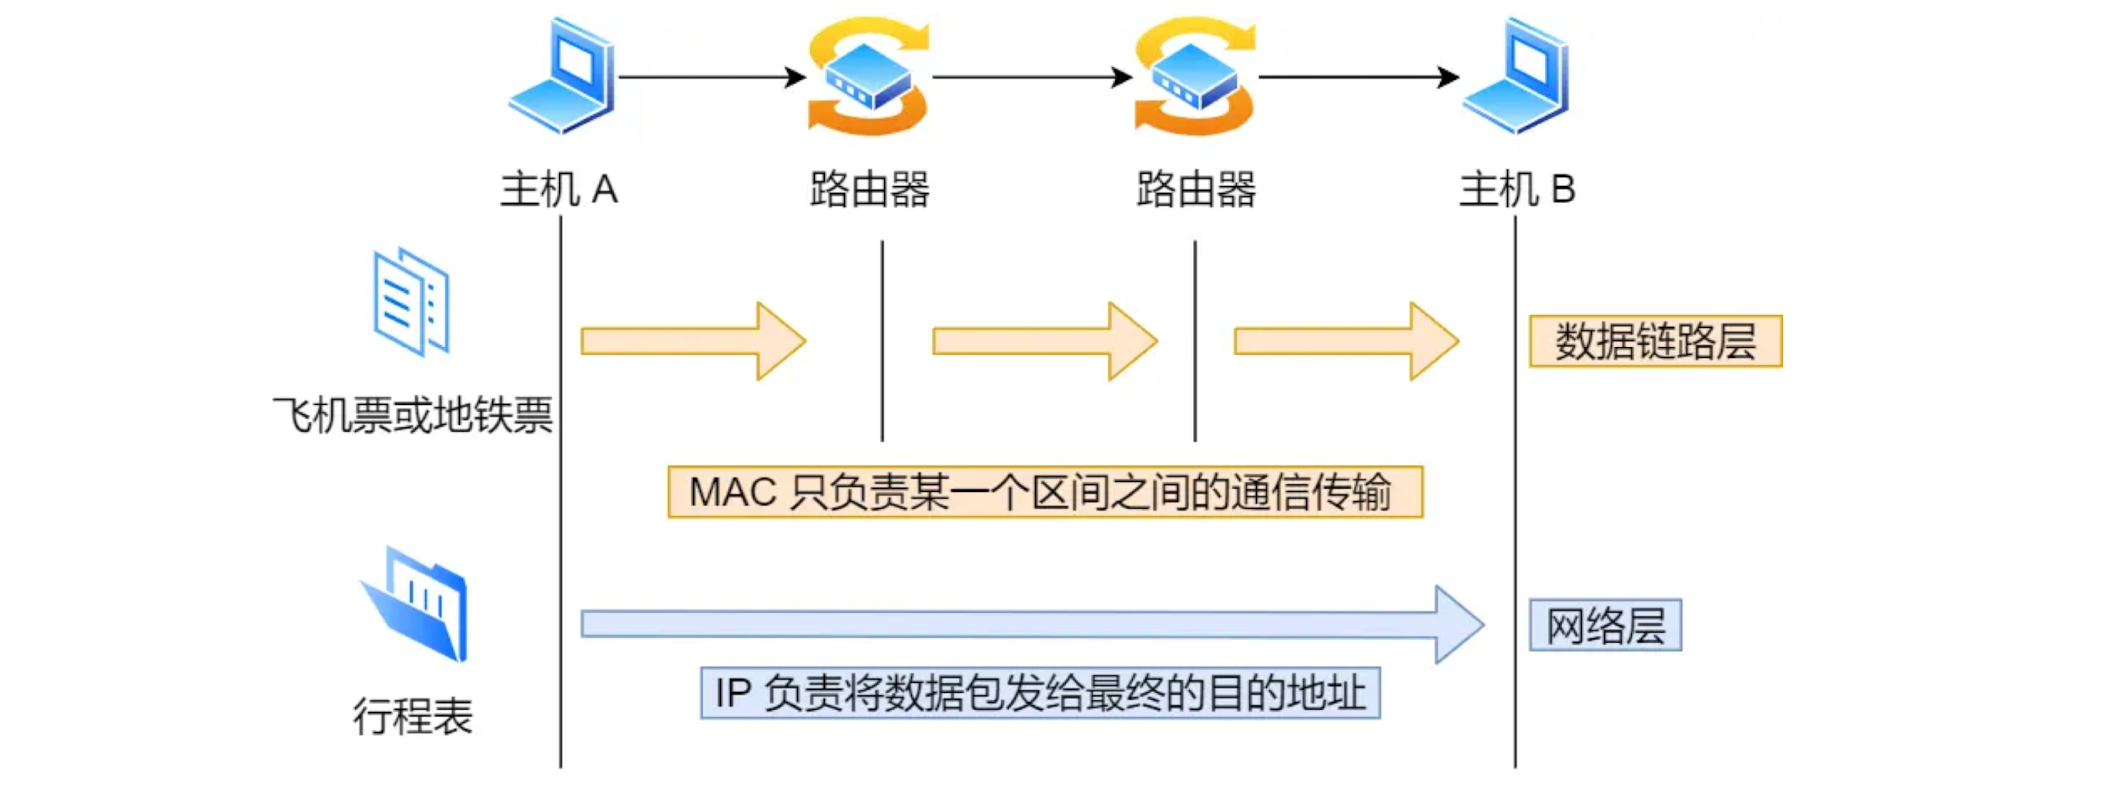 主机 A
路由器
路由器
主机 B
飞机票或地铁票
数据链路层
MAC 只负责某一个区间之间的通信传输
行程表
网络层
IP 负责将数据包发给最终的目的地址